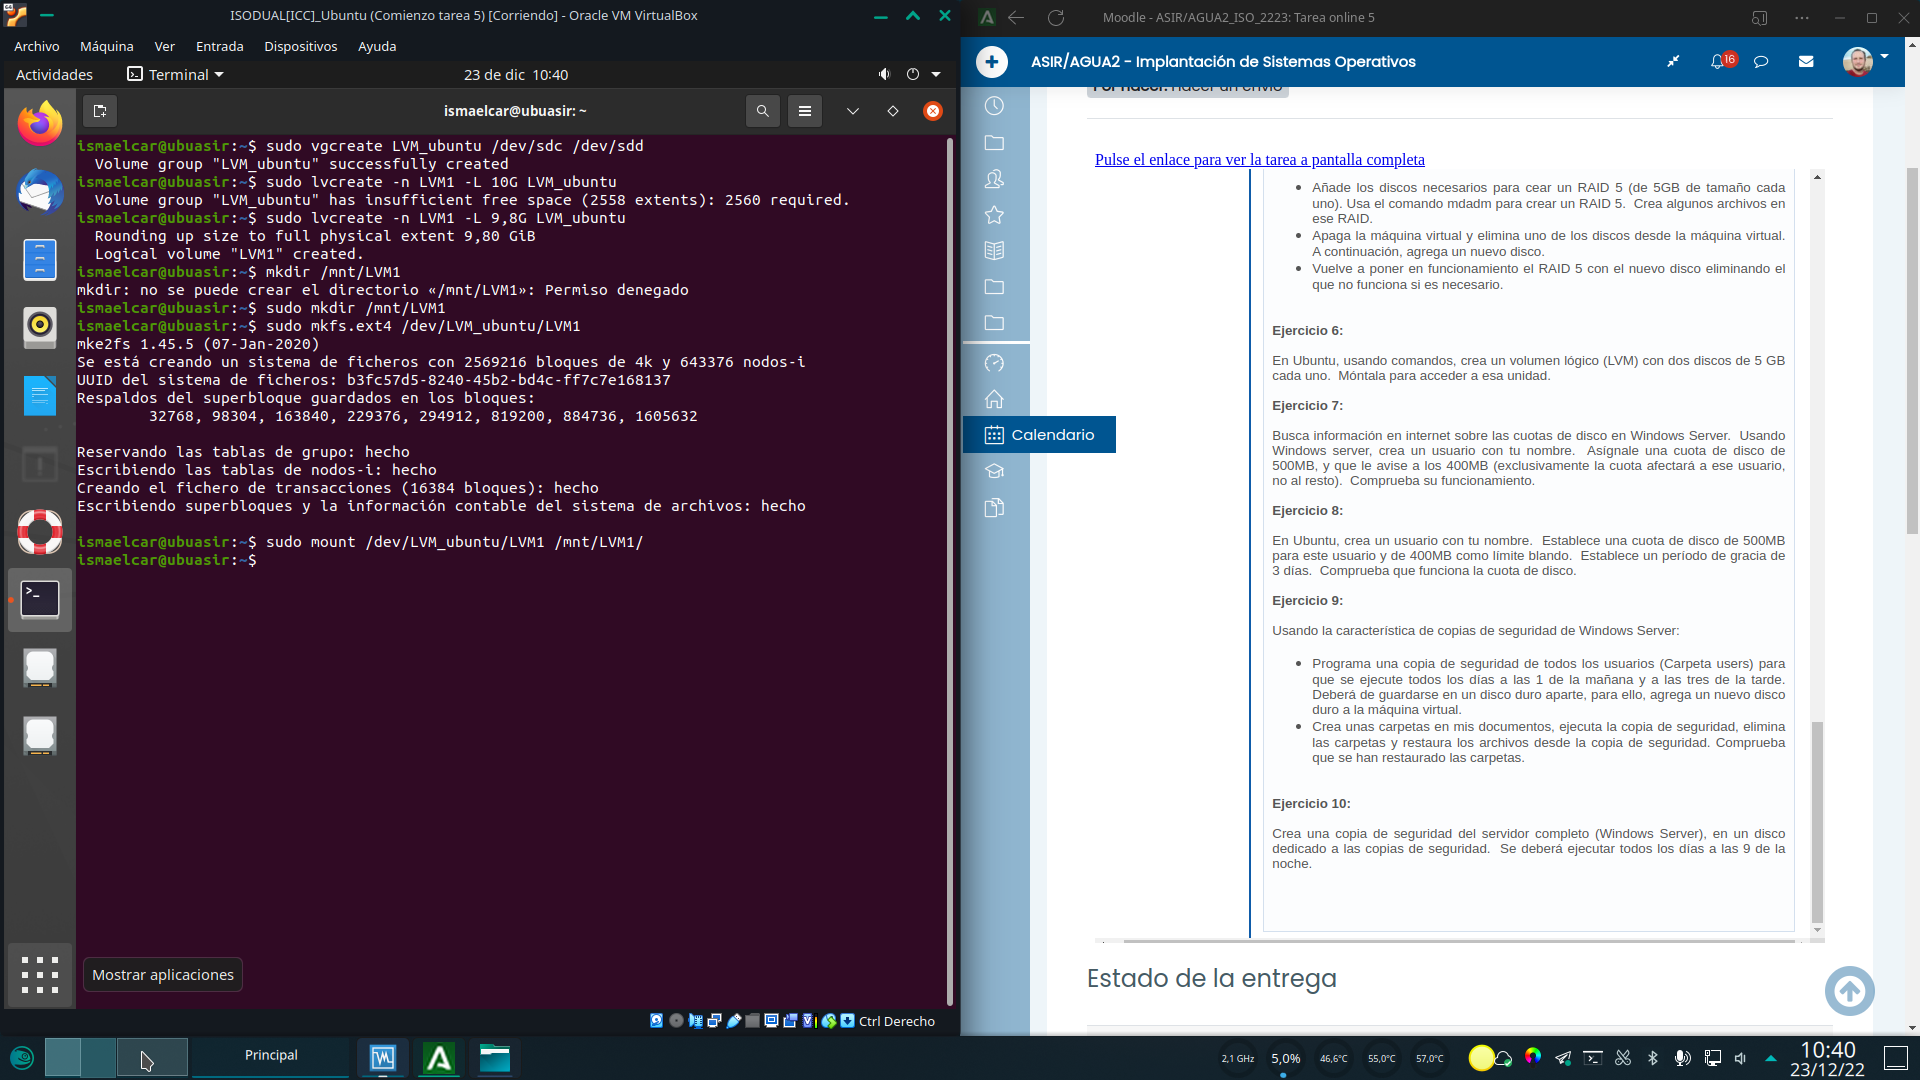 ISODUAL[ICC]_Ubuntu (Comienzo tarea 5) [Corriendo] - Oracle VM VirtualBox
Archivo Máquina Ver Entrada Dispositivos Ayuda
Actividades Terminal 23 de dic 10:40
ismaelcar@ubuasir: ~
ismaelcar@ubuasir:~$ sudo vgcreate LVM_ubuntu /dev/sdc /dev/sdd
Volume group "LVM_ubuntu" successfully created
ismaelcar@ubuasir:~$ sudo lvcreate -n LVM1 -L 10G LVM_ubuntu
Volume group "LVM_ubuntu" has insufficient free space (2558 extents): 2560 required.
ismaelcar@ubuasir:~$ sudo lvcreate -n LVM1 -L 9,8G LVM_ubuntu
Rounding up size to full physical extent 9,80 GiB
Logical volume "LVM1" created.
ismaelcar@ubuasir:~$ mkdir /mnt/LVM1
mkdir: no se puede crear el directorio «/mnt/LVM1»: Permiso denegado
ismaelcar@ubuasir:~$ sudo mkdir /mnt/LVM1
ismaelcar@ubuasir:~$ sudo mkfs.ext4 /dev/LVM_ubuntu/LVM1
mke2fs 1.45.5 (07-Jan-2020)
Se está creando un sistema de ficheros con 2569216 bloques de 4k y 643376 nodos-i
UUID del sistema de ficheros: b3fc57d5-8240-45b2-bd4c-ff7c7e168137
Respaldos del superbloque guardados en los bloques:
32768, 98304, 163840, 229376, 294912, 819200, 884736, 1605632
Reservando las tablas de grupo: hecho
Escribiendo las tablas de nodos-i: hecho
Creando el fichero de transacciones (16384 bloques): hecho
Escribiendo superbloques y la información contable del sistema de archivos: hecho
ismaelcar@ubuasir:~$ sudo mount /dev/LVM_ubuntu/LVM1 /mnt/LVM1/
ismaelcar@ubuasir:~$
Mostrar aplicaciones
Ctrl Derecho
Moodle - ASIR/AGUA2_ISO_2223: Tarea online 5
ASIR/AGUA2 - Implantación de Sistemas Operativos
16
Por hacer: Hacer un envío
Pulse el enlace para ver la tarea a pantalla completa
• Añade los discos necesarios para cear un RAID 5 (de 5GB de tamaño cada
uno). Usa el comando mdadm para crear un RAID 5. Crea algunos archivos en
ese RAID.
• Apaga la máquina virtual y elimina uno de los discos desde la máquina virtual.
A continuación, agrega un nuevo disco.
• Vuelve a poner en funcionamiento el RAID 5 con el nuevo disco eliminando el
que no funciona si es necesario.
Ejercicio 6:
En Ubuntu, usando comandos, crea un volumen lógico (LVM) con dos discos de 5 GB
cada uno. Móntala para acceder a esa unidad.
Ejercicio 7:
Calendario
Busca información en internet sobre las cuotas de disco en Windows Server. Usando
Windows server, crea un usuario con tu nombre. Asígnale una cuota de disco de
500MB, y que le avise a los 400MB (exclusivamente la cuota afectará a ese usuario,
no al resto). Comprueba su funcionamiento.
Ejercicio 8:
En Ubuntu, crea un usuario con tu nombre. Establece una cuota de disco de 500MB
para este usuario y de 400MB como límite blando. Establece un período de gracia de
3 días. Comprueba que funciona la cuota de disco.
Ejercicio 9:
Usando la característica de copias de seguridad de Windows Server:
• Programa una copia de seguridad de todos los usuarios (Carpeta users) para
que se ejecute todos los días a las 1 de la mañana y a las tres de la tarde.
Deberá de guardarse en un disco duro aparte, para ello, agrega un nuevo disco
duro a la máquina virtual.
• Crea unas carpetas en mis documentos, ejecuta la copia de seguridad, elimina
las carpetas y restaura los archivos desde la copia de seguridad. Comprueba
que se han restaurado las carpetas.
Ejercicio 10:
Crea una copia de seguridad del servidor completo (Windows Server), en un disco
dedicado a las copias de seguridad. Se deberá ejecutar todos los días a las 9 de la
noche.
Estado de la entrega
Principal
2,1 GHz 5,0% 46,6°C 55,0°C 57,0°C
10:40
23/12/22